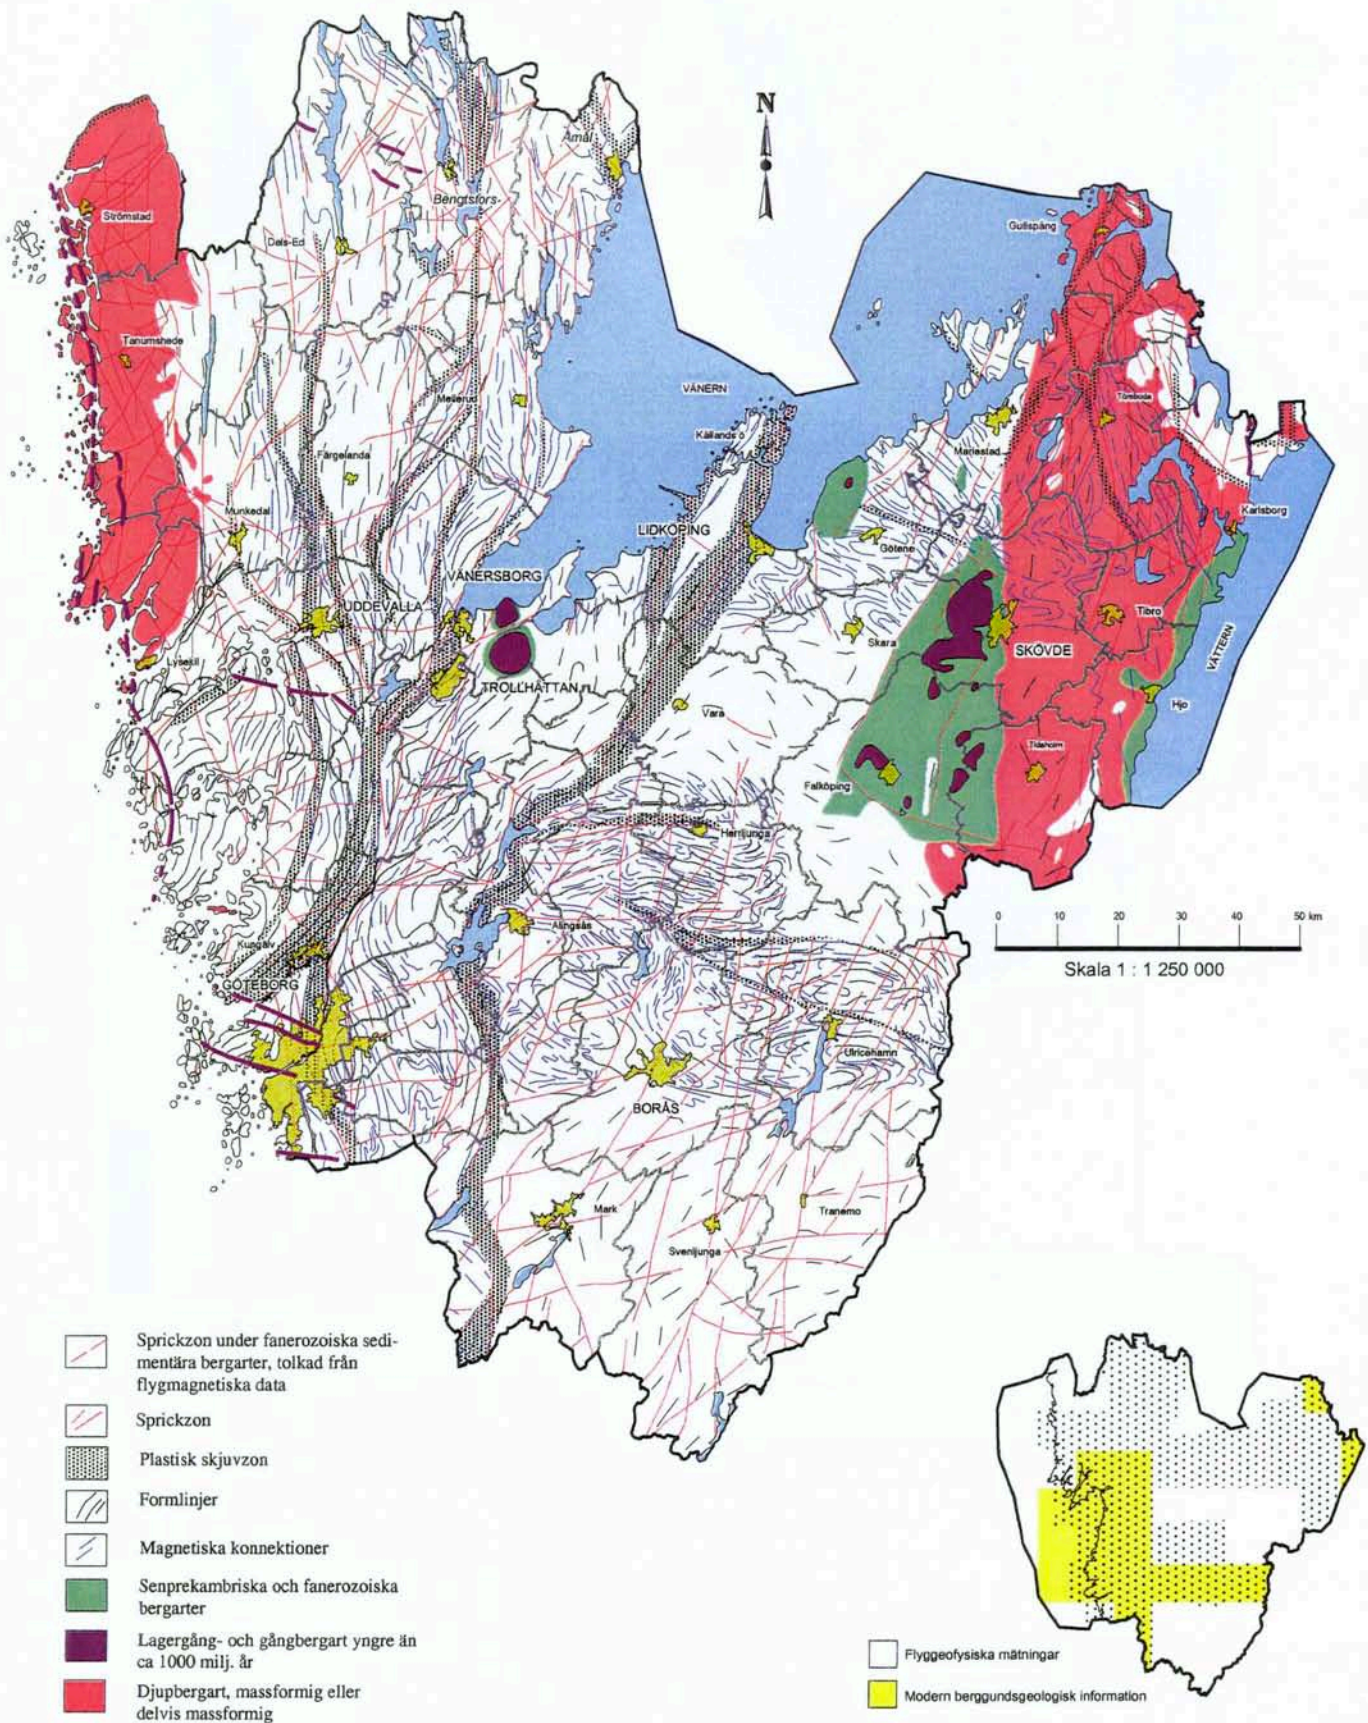 N
Åmål
Strömstad
Bengtsfors
Gullspång
Dals-Ed
Tanumshede
VÄNERN
Mellerud
Töreboda
Kållands ö
Mariestad
Färgelanda
Munkedal
LIDKÖPING
Karlsborg
Götene
VÄNERSBORG
UDDEVALLA
Tibro
Skara
SKÖVDE
VÄTTERN
Lysekil
TROLLHÄTTAN
Vara
Hjo
Tidaholm
Falköping
Herrljunga
0 10 20 30 40 50 km
Skala 1 : 1 250 000
Alingsås
Kungälv
GÖTEBORG
Ulricehamn
BORÅS
Mark
Tranemo
Svenljunga
Sprickzon under fanerozoiska sedi-
mentära bergarter, tolkad från
flygmagnetiska data
Sprickzon
Plastisk skjuvzon
Formlinjer
Magnetiska konnektioner
Senprekambriska och fanerozoiska
bergarter
Lagergång- och gångbergart yngre än
ca 1000 milj. år
Djupbergart, massformig eller
delvis massformig
Flyggeofysiska mätningar
Modern berggundsgeologisk information